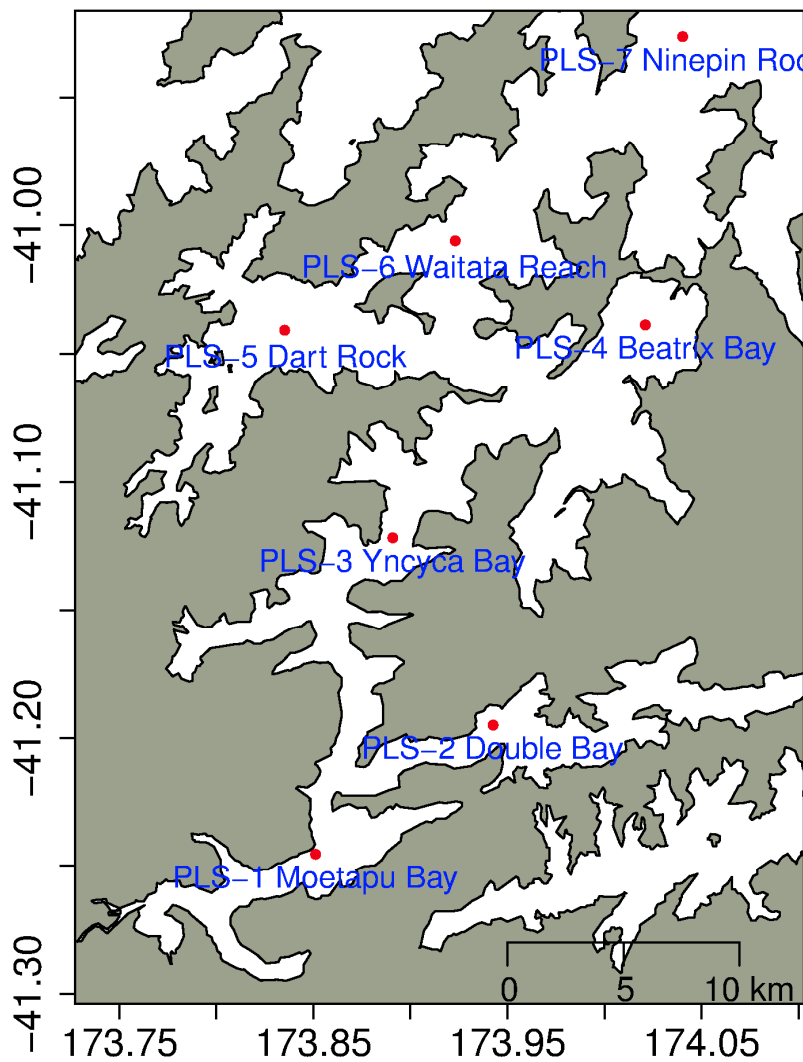 PLS−7 Ninepin Roc
−41.00
PLS−6 Waitata Reach
PLS−4 Beatrix Bay
PLS−5 Dart Rock
−41.10
PLS−3 Yncyca Bay
−41.20
PLS−2 Double Bay
PLS−1 Moetapu Bay
−41.30
0 5 10 km
173.75 173.85 173.95 174.05